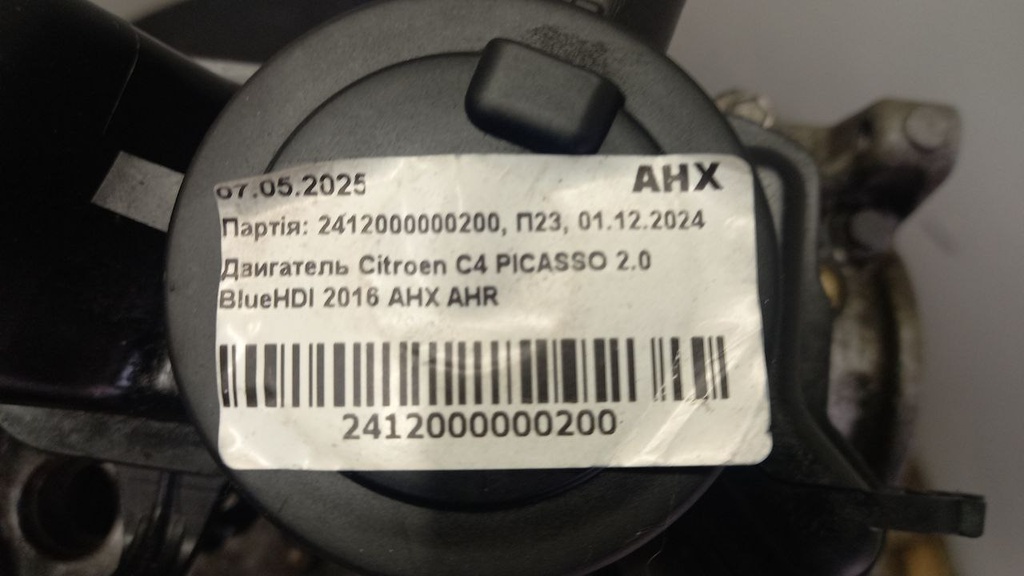 07.05.2025 AHX
Партія: 2412000000200, П23, 01.12.2024
Двигатель Citroen C4 PICASSO 2.0
BlueHDI 2016 AHX AHR
2412000000200